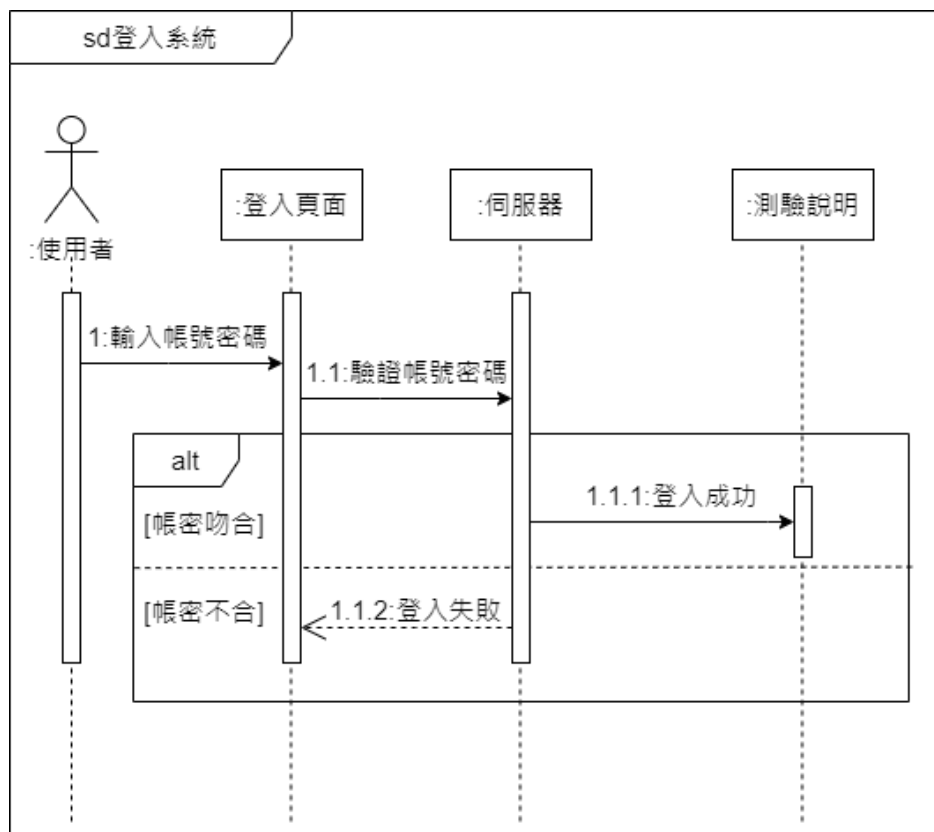 sd登入系統
:使用者
:登入頁面
:伺服器
:測驗說明
1:輸入帳號密碼
1.1:驗證帳號密碼
alt
[帳密吻合]
1.1.1:登入成功
[帳密不合]
1.1.2:登入失敗